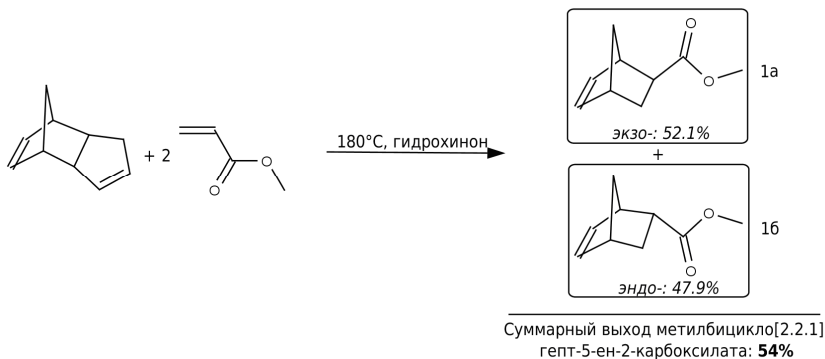 O
O
1а
экзо-: 52.1%
180°C, гидрохинон
+ 2
O
O
+
O
O
1б
эндо-: 47.9%
Суммарный выход метилбицикло[2.2.1]
гепт-5-ен-2-карбоксилата: 54%